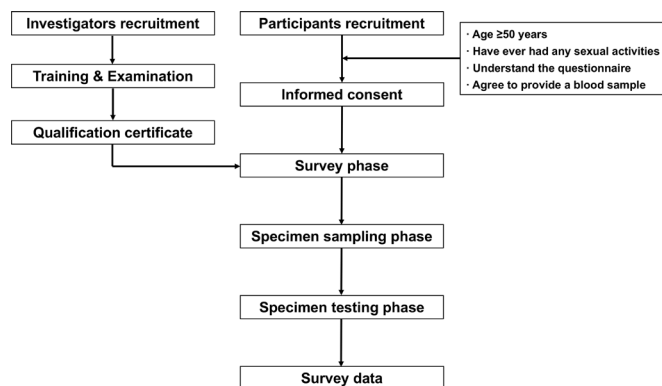 Investigators recruitment
Participants recruitment
· Age ≥50 years
· Have ever had any sexual activities
· Understand the questionnaire
· Agree to provide a blood sample
Training & Examination
Informed consent
Qualification certificate
Survey phase
Specimen sampling phase
Specimen testing phase
Survey data